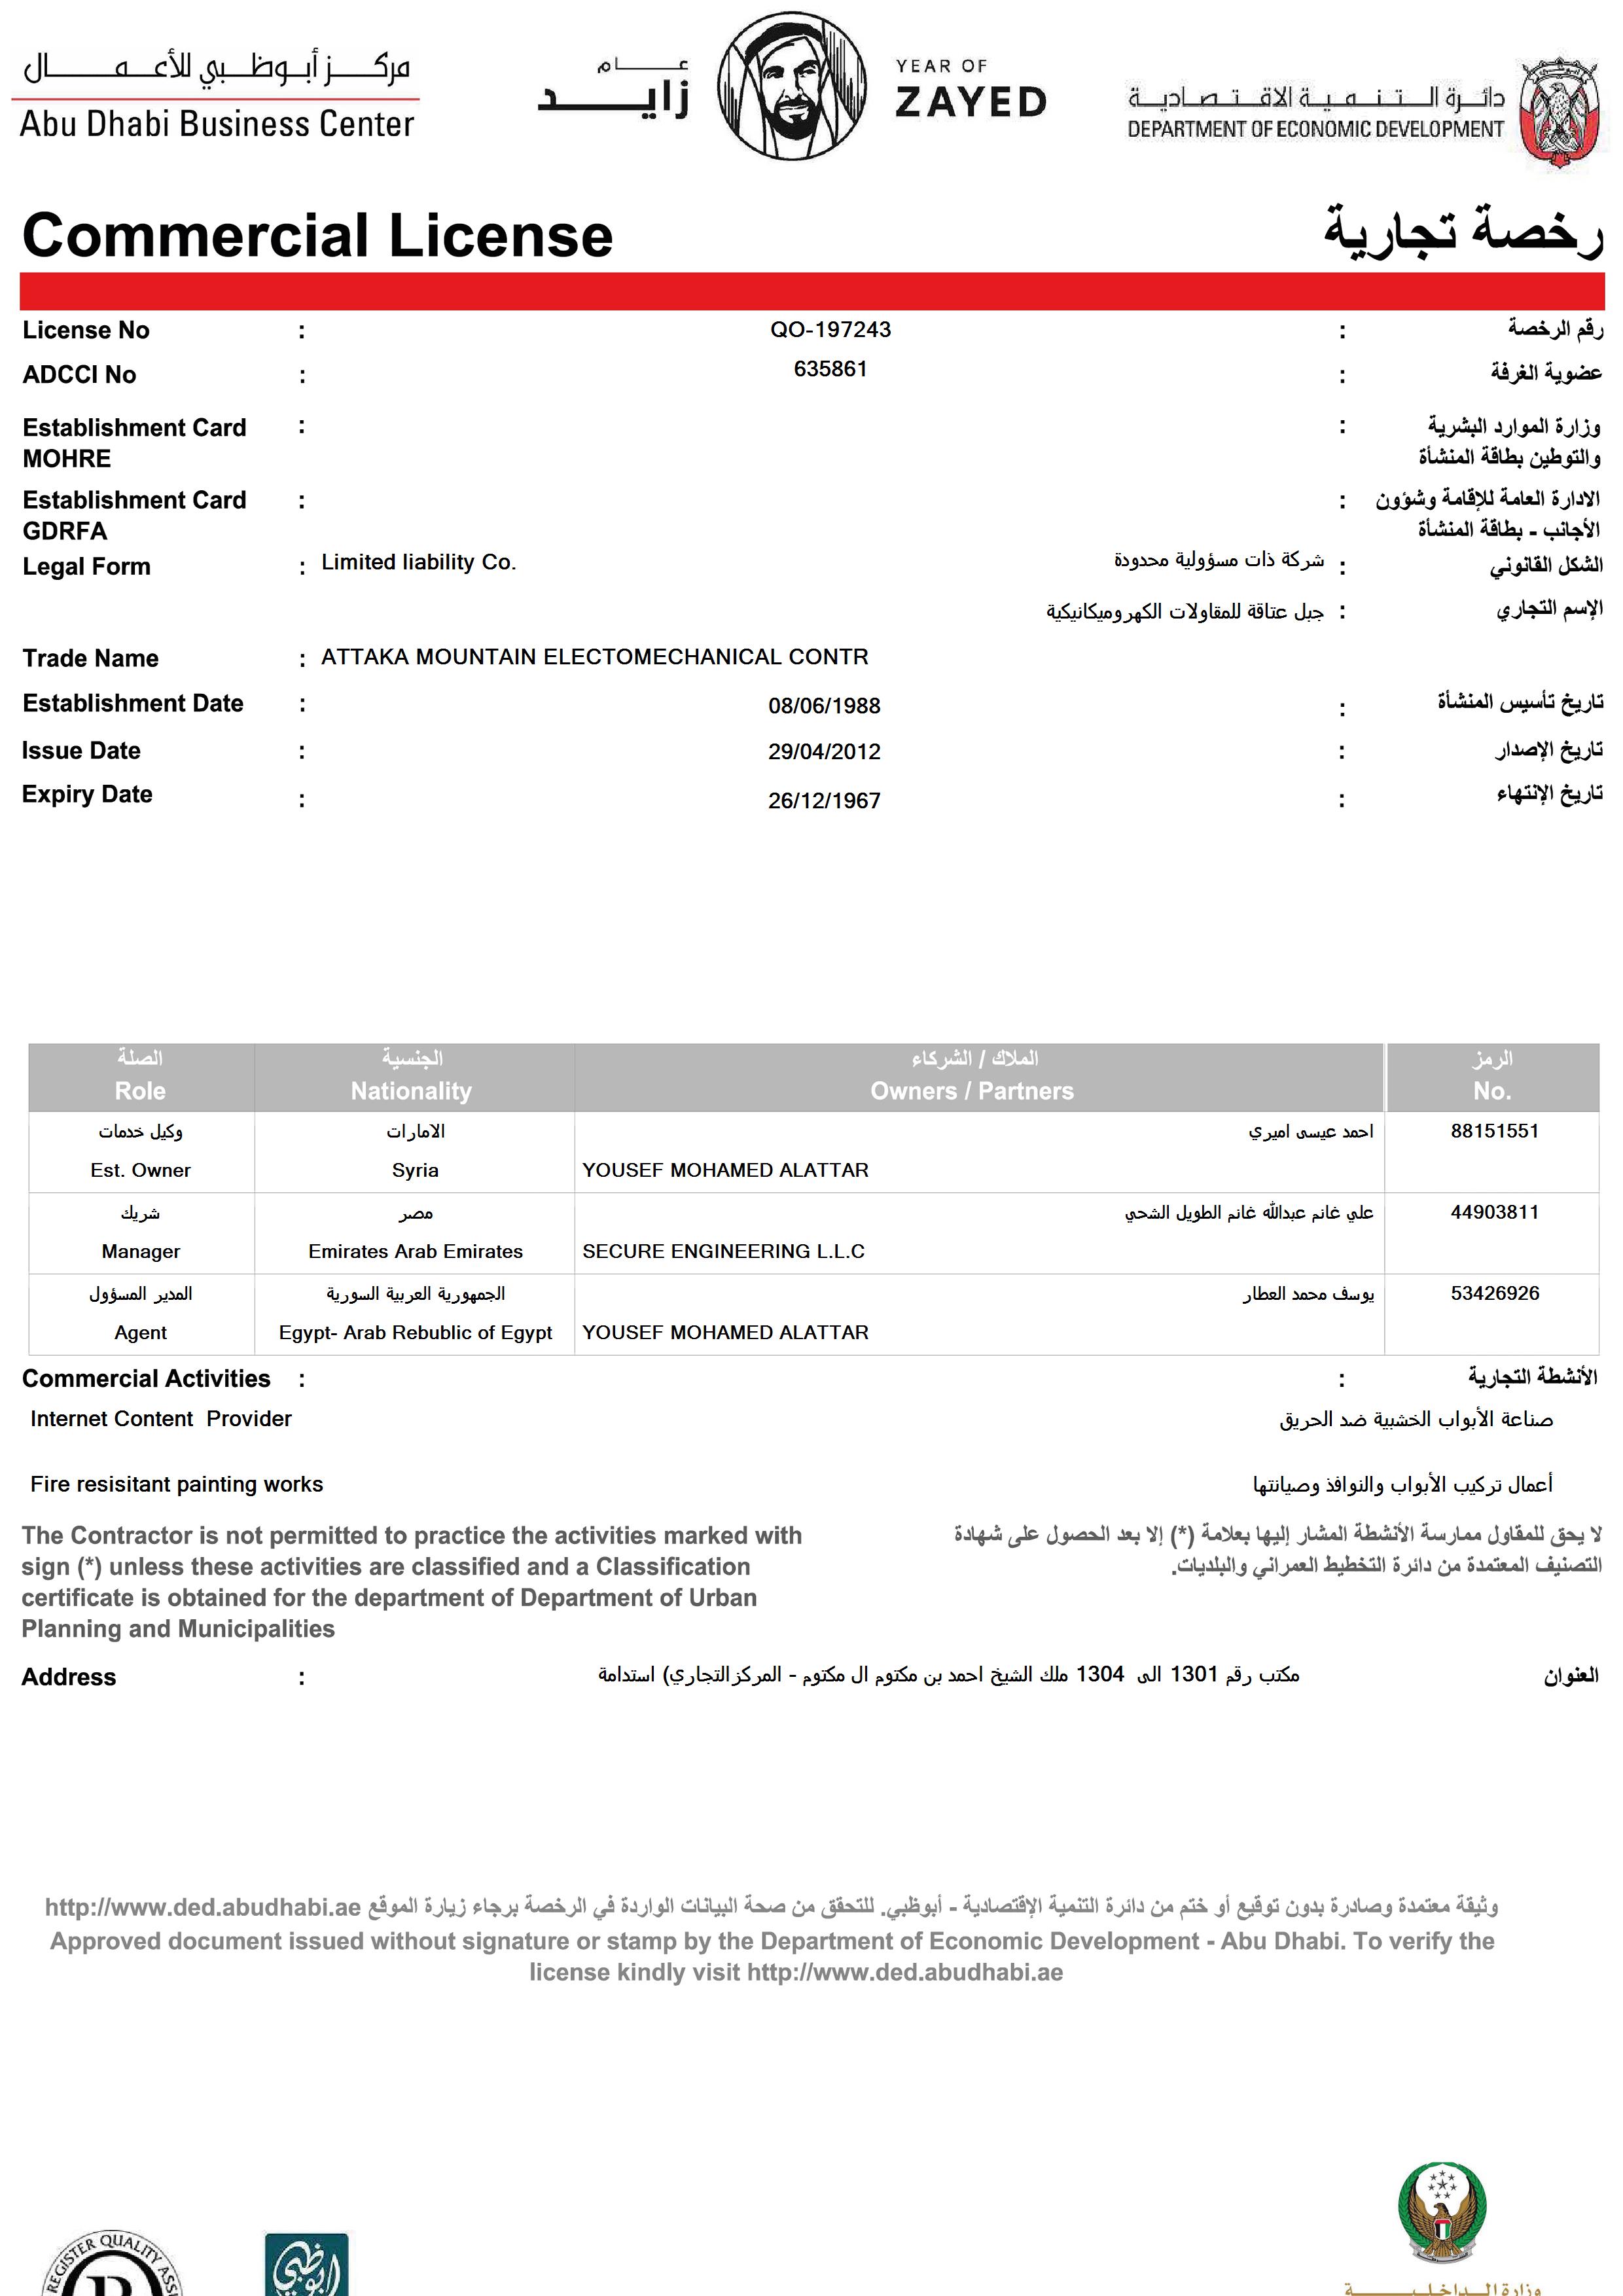 مركز أبوظبي للأعمال
Abu Dhabi Business Center
عام
زايد
YEAR OF
ZAYED
دائرة التنمية الاقتصادية
DEPARTMENT OF ECONOMIC DEVELOPMENT
Commercial License رخصة تجارية
License No : QO-197243 : رقم الرخصة
ADCCI No : 635861 : عضوية الغرفة
Establishment Card : : وزارة الموارد البشرية
MOHRE والتوطين بطاقة المنشأة
Establishment Card : : الادارة العامة للإقامة وشؤون
GDRFA الأجانب - بطاقة المنشأة
Legal Form : Limited liability Co. شركة ذات مسؤولية محدودة : الشكل القانوني
جبل عتاقة للمقاولات الكهروميكانيكية : الإسم التجاري
Trade Name : ATTAKA MOUNTAIN ELECTOMECHANICAL CONTR
Establishment Date : 08/06/1988 : تاريخ تأسيس المنشأة
Issue Date : 29/04/2012 : تاريخ الإصدار
Expiry Date : 26/12/1967 : تاريخ الإنتهاء
الصلة الجنسية الملاك / الشركاء الرمز
Role Nationality Owners / Partners No.
وكيل خدمات الامارات احمد عيسى اميري 88151551
Est. Owner Syria YOUSEF MOHAMED ALATTAR
شريك مصر علي غانم عبدالله غانم الطويل الشحي 44903811
Manager Emirates Arab Emirates SECURE ENGINEERING L.L.C
المدير المسؤول الجمهورية العربية السورية يوسف محمد العطار 53426926
Agent Egypt- Arab Rebublic of Egypt YOUSEF MOHAMED ALATTAR
Commercial Activities : : الأنشطة التجارية
Internet Content Provider صناعة الأبواب الخشبية ضد الحريق
Fire resisitant painting works أعمال تركيب الأبواب والنوافذ وصيانتها
The Contractor is not permitted to practice the activities marked with
sign (*) unless these activities are classified and a Classification
certificate is obtained for the department of Department of Urban
Planning and Municipalities
لا يحق للمقاول ممارسة الأنشطة المشار إليها بعلامة (*) إلا بعد الحصول على شهادة
التصنيف المعتمدة من دائرة التخطيط العمراني والبلديات.
Address : مكتب رقم 1301 الى 1304 ملك الشيخ احمد بن مكتوم ال مكتوم - المركزالتجاري) استدامة العنوان
وثيقة معتمدة وصادرة بدون توقيع أو ختم من دائرة التنمية الإقتصادية - أبوظبي. للتحقق من صحة البيانات الواردة في الرخصة برجاء زيارة الموقع http://www.ded.abudhabi.ae
Approved document issued without signature or stamp by the Department of Economic Development - Abu Dhabi. To verify the
license kindly visit http://www.ded.abudhabi.ae
REGISTER QUALITY
أبوظبي
وزارة الداخلية